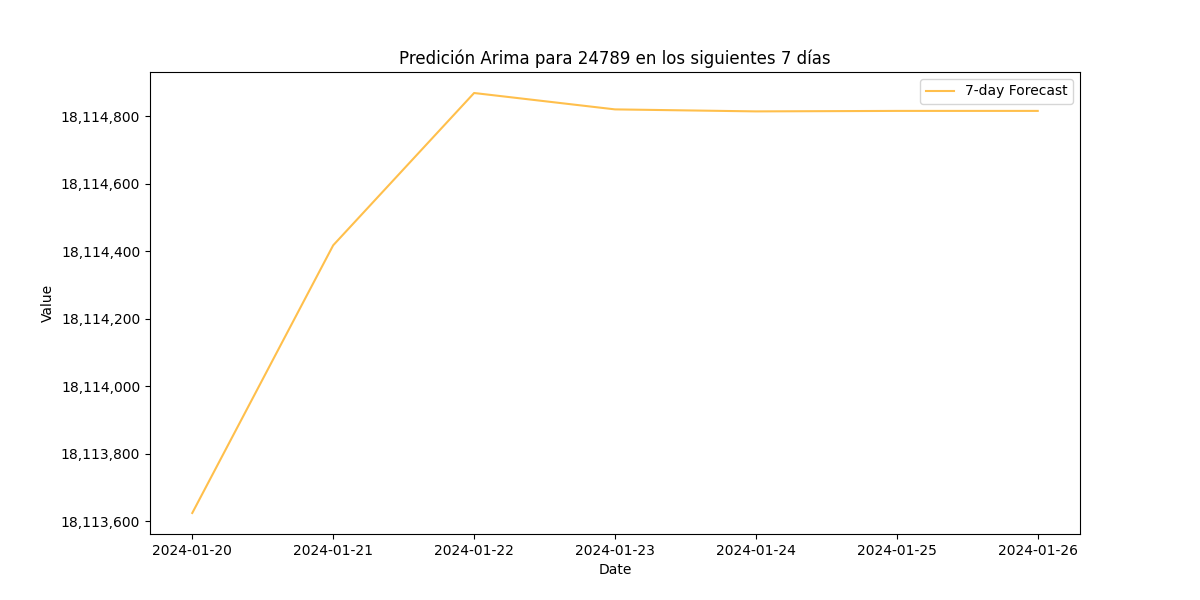 Predición Arima para 24789 en los siguientes 7 días
7-day Forecast
Value
18,114,800
18,114,600
18,114,400
18,114,200
18,114,000
18,113,800
18,113,600
2024-01-20 2024-01-21 2024-01-22 2024-01-23 2024-01-24 2024-01-25 2024-01-26
Date